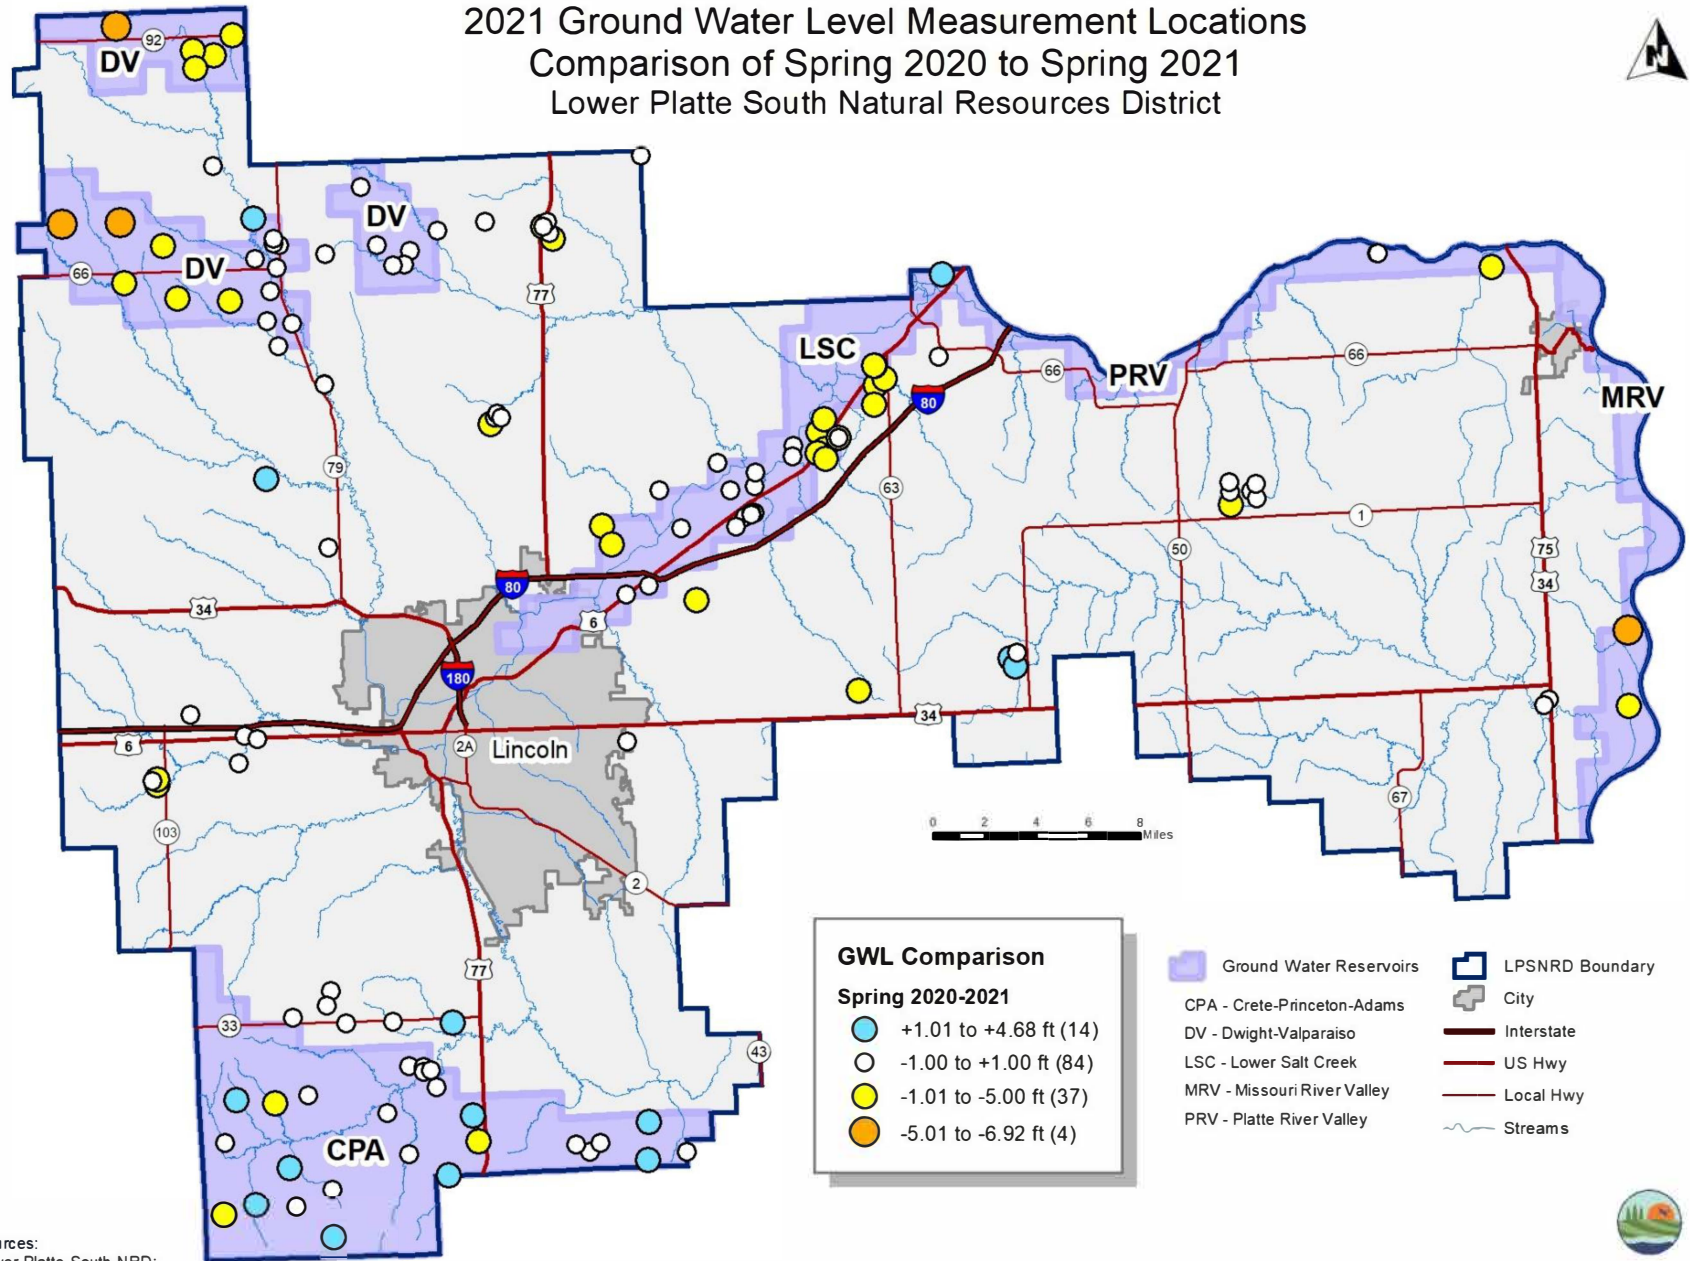 2021 Ground Water Level Measurement Locations
Comparison of Spring 2020 to Spring 2021
Lower Platte South Natural Resources District
N
92
DV
DV
DV
66
77
LSC
80
66
PRV
66
MRV
79
63
1
50
75
34
80
34
6
180
34
6
2A
Lincoln
103
67
2
0 2 4 6 8
Miles
77
33
43
CPA
GWL Comparison
Spring 2020-2021
+1.01 to +4.68 ft (14)
-1.00 to +1.00 ft (84)
-1.01 to -5.00 ft (37)
-5.01 to -6.92 ft (4)
Ground Water Reservoirs
CPA - Crete-Princeton-Adams
DV - Dwight-Valparaiso
LSC - Lower Salt Creek
MRV - Missouri River Valley
PRV - Platte River Valley
LPSNRD Boundary
City
Interstate
US Hwy
Local Hwy
Streams
urces: